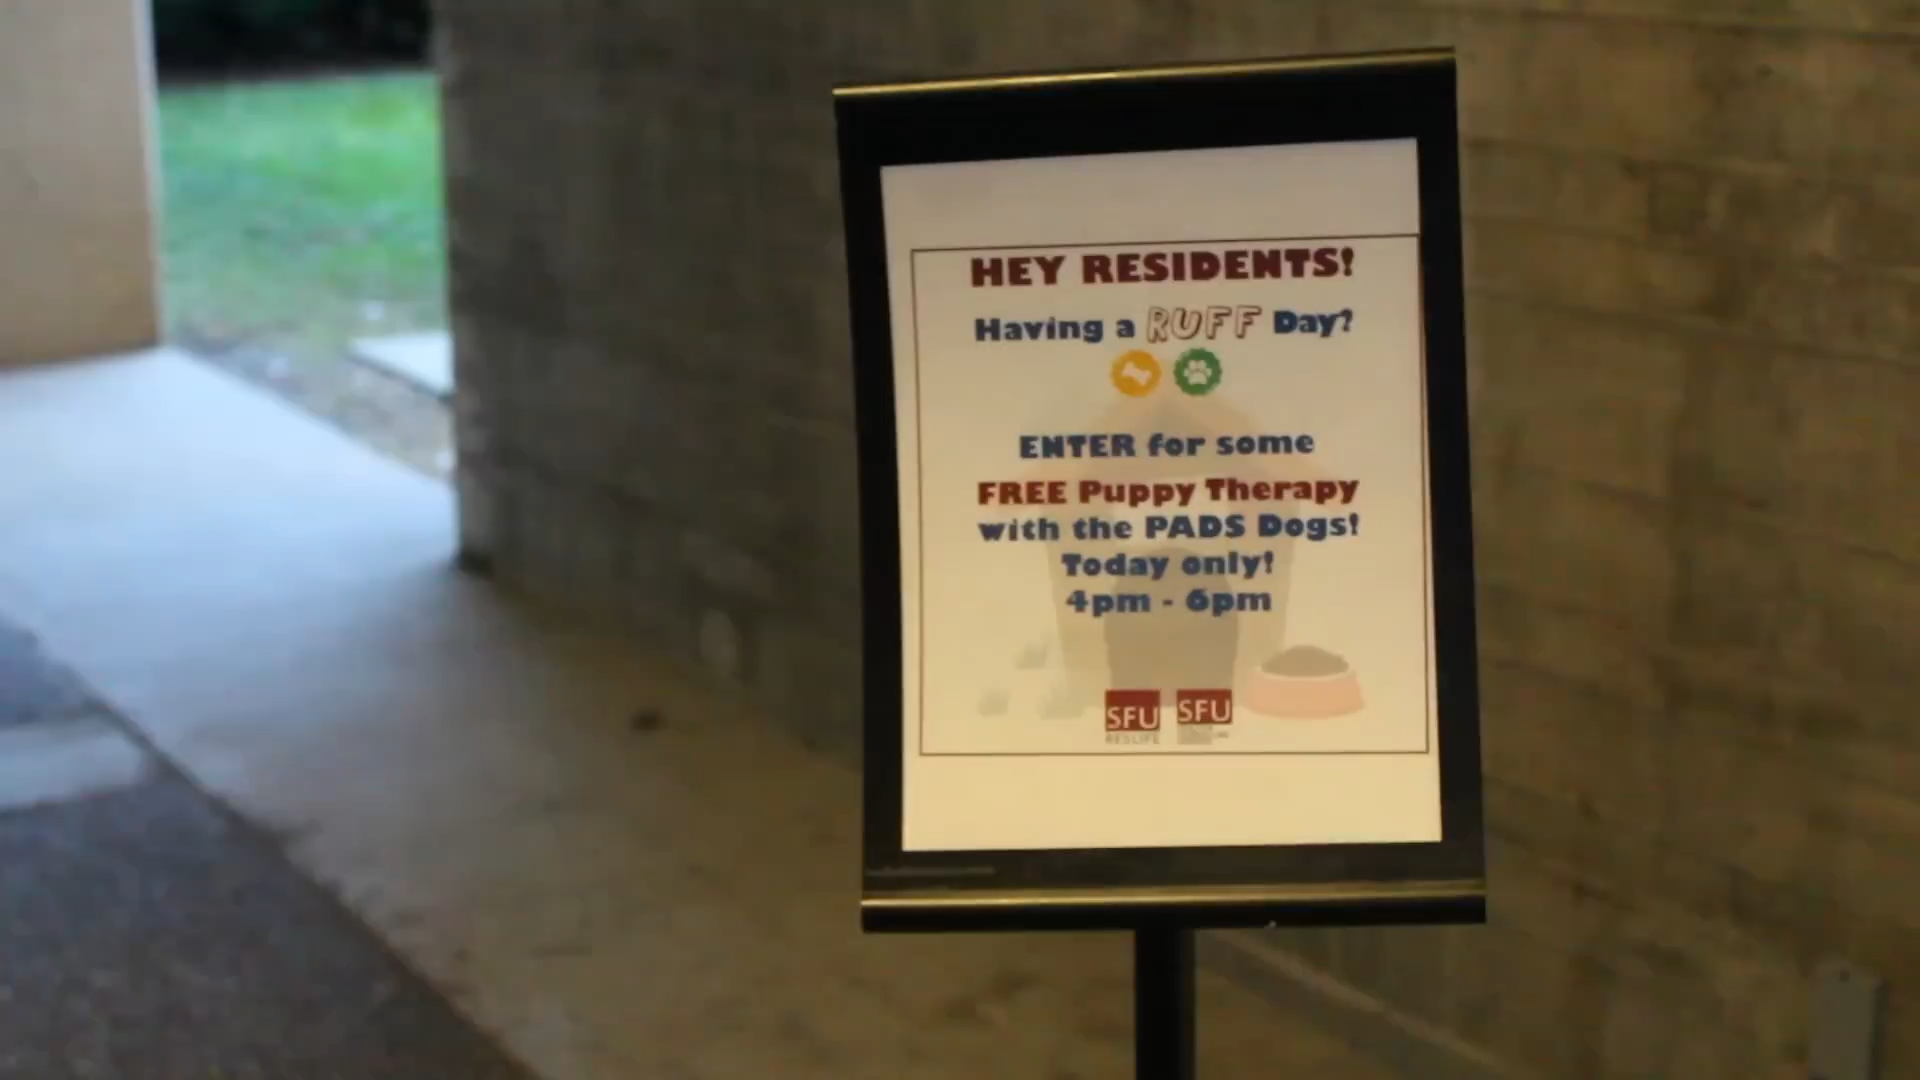 HEY RESIDENTS!
Having a RUFF Day?
ENTER for some
FREE Puppy Therapy
with the PADS Dogs!
Today only!
4pm - 6pm
SFU SFU
RESLIFE